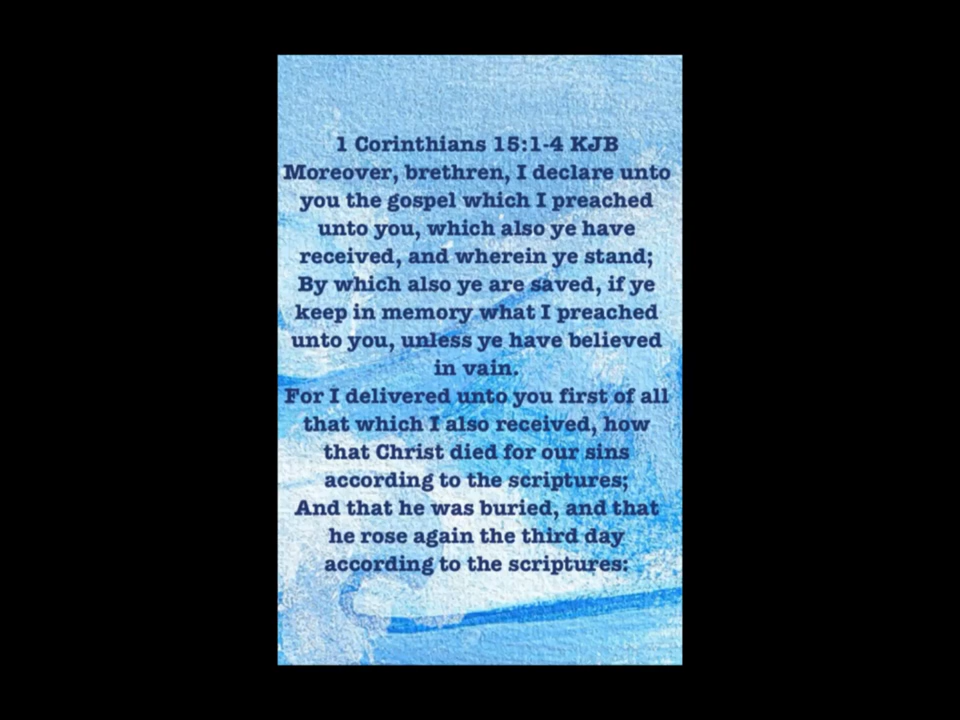 1 Corinthians 15:1-4 KJB
Moreover, brethren, I declare unto
you the gospel which I preached
unto you, which also ye have
received, and wherein ye stand;
By which also ye are saved, if ye
keep in memory what I preached
unto you, unless ye have believed
in vain.
For I delivered unto you first of all
that which I also received, how
that Christ died for our sins
according to the scriptures;
And that he was buried, and that
he rose again the third day
according to the scriptures: